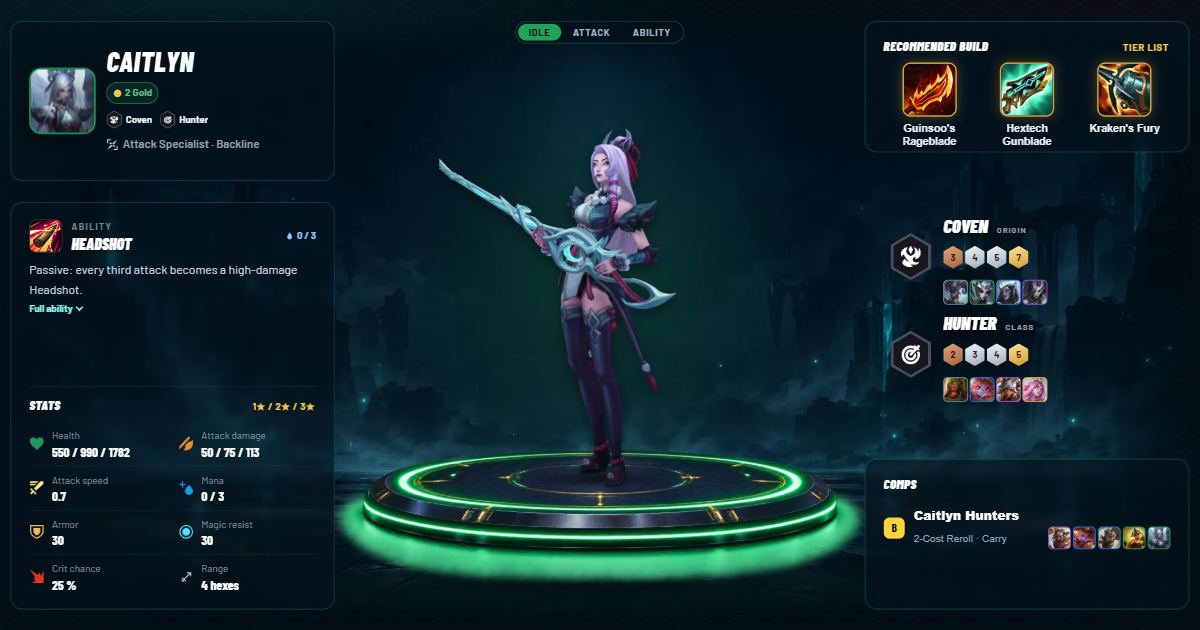 CAITLYN
2 Gold
Coven Hunter
Attack Specialist · Backline
ABILITY
HEADSHOT
0 / 3
Passive: every third attack becomes a high-damage
Headshot.
Full ability
STATS
1★ / 2★ / 3★
Health
550 / 990 / 1782
Attack damage
50 / 75 / 113
Attack speed
0.7
Mana
0 / 3
Armor
30
Magic resist
30
Crit chance
25 %
Range
4 hexes
IDLE ATTACK ABILITY
RECOMMENDED BUILD
TIER LIST
Guinsoo's
Rageblade
Hextech
Gunblade
Kraken's Fury
COVEN ORIGIN
3 4 5 7
HUNTER CLASS
2 3 4 5
COMPS
B
Caitlyn Hunters
2-Cost Reroll · Carry